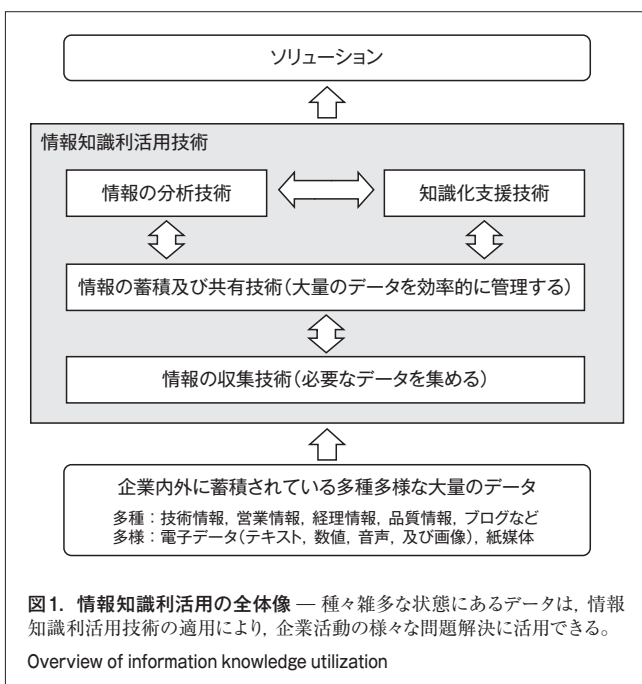 ソリューション
情報知識利活用技術
情報の分析技術
知識化支援技術
情報の蓄積及び共有技術(大量のデータを効率的に管理する)
情報の収集技術(必要なデータを集める)
企業内外に蓄積されている多種多様な大量のデータ
多種：技術情報，営業情報，経理情報，品質情報，ブログなど
多様：電子データ(テキスト，数値，音声，及び画像)，紙媒体
図1．情報知識利活用の全体像 — 種々雑多な状態にあるデータは，情報
知識利活用技術の適用により，企業活動の様々な問題解決に活用できる。
Overview of information knowledge utilization